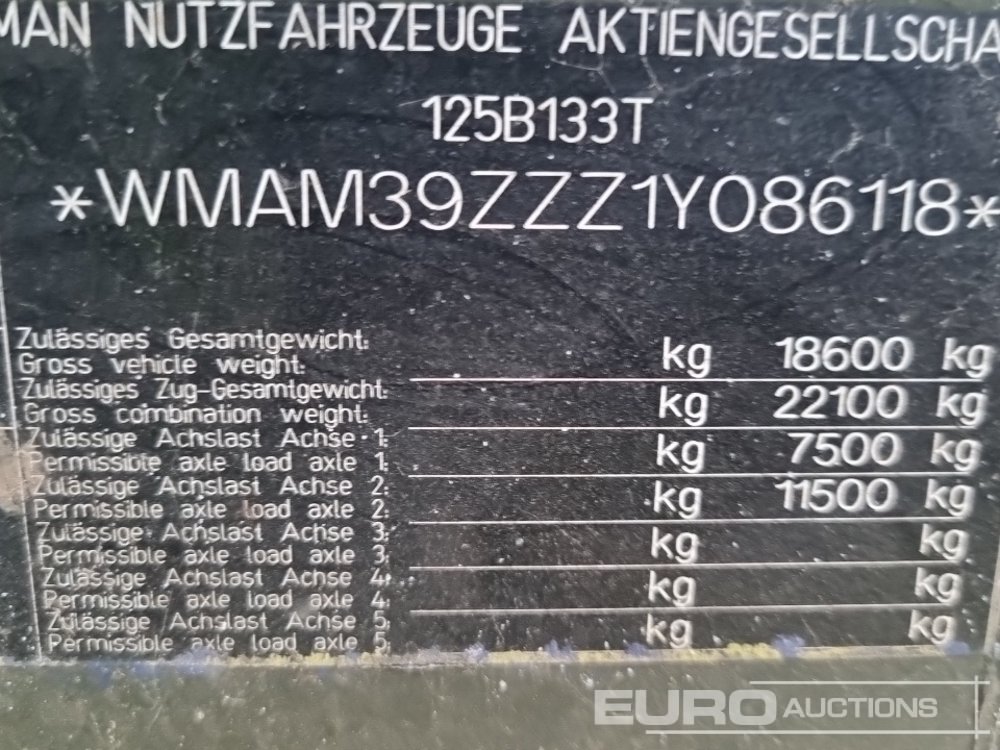 MAN NUTZFAHRZEUGE AKTIENGESELLSCHA
125B133T
*WMAM39ZZZ1Y086118*
Zulässiges Gesamtgewicht:
Gross vehicle weight: kg 18600 kg
Zulässiges Zug-Gesamtgewicht:
Gross combination weight: kg 22100 kg
Zulässige Achslast Achse 1:
Permissible axle load axle 1: kg 7500 kg
Zulässige Achslast Achse 2:
Permissible axle load axle 2: kg 11500 kg
Zulässige Achslast Achse 3:
Permissible axle load axle 3: kg kg
Zulässige Achslast Achse 4:
Permissible axle load axle 4: kg kg
Zulässige Achslast Achse 5:
Permissible axle load axle 5: kg kg
EURO AUCTIONS